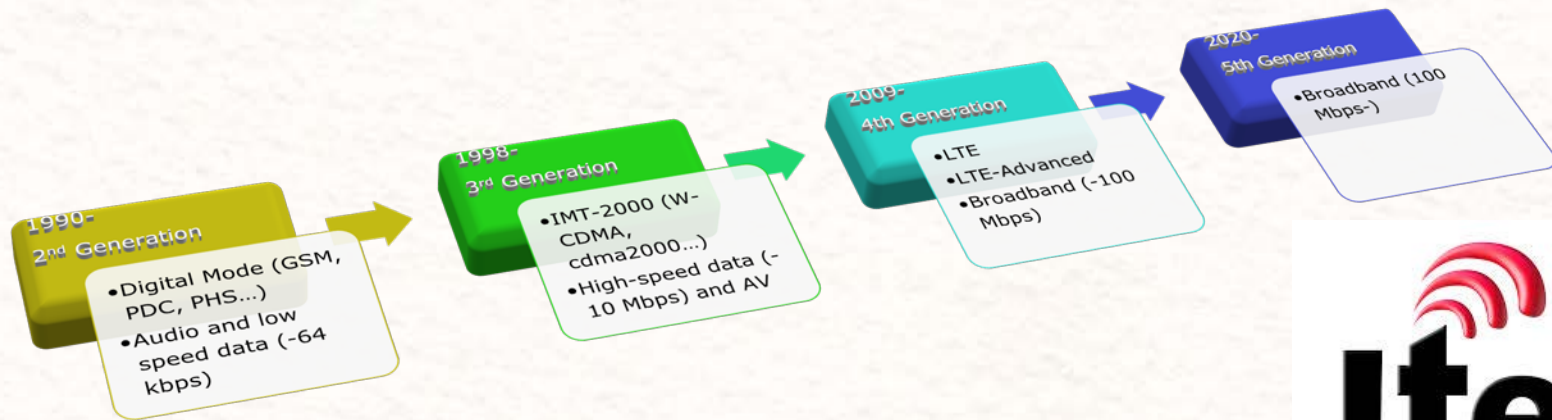 1990-
2nd Generation
•Digital Mode (GSM,
PDC, PHS...)
•Audio and low
speed data (-64
kbps)
1998-
3rd Generation
•IMT-2000 (W-
CDMA,
cdma2000...)
•High-speed data (-
10 Mbps) and AV
2009-
4th Generation
•LTE
•LTE-Advanced
•Broadband (-100
Mbps)
2020-
5th Generation
•Broadband (100
Mbps-)
lte